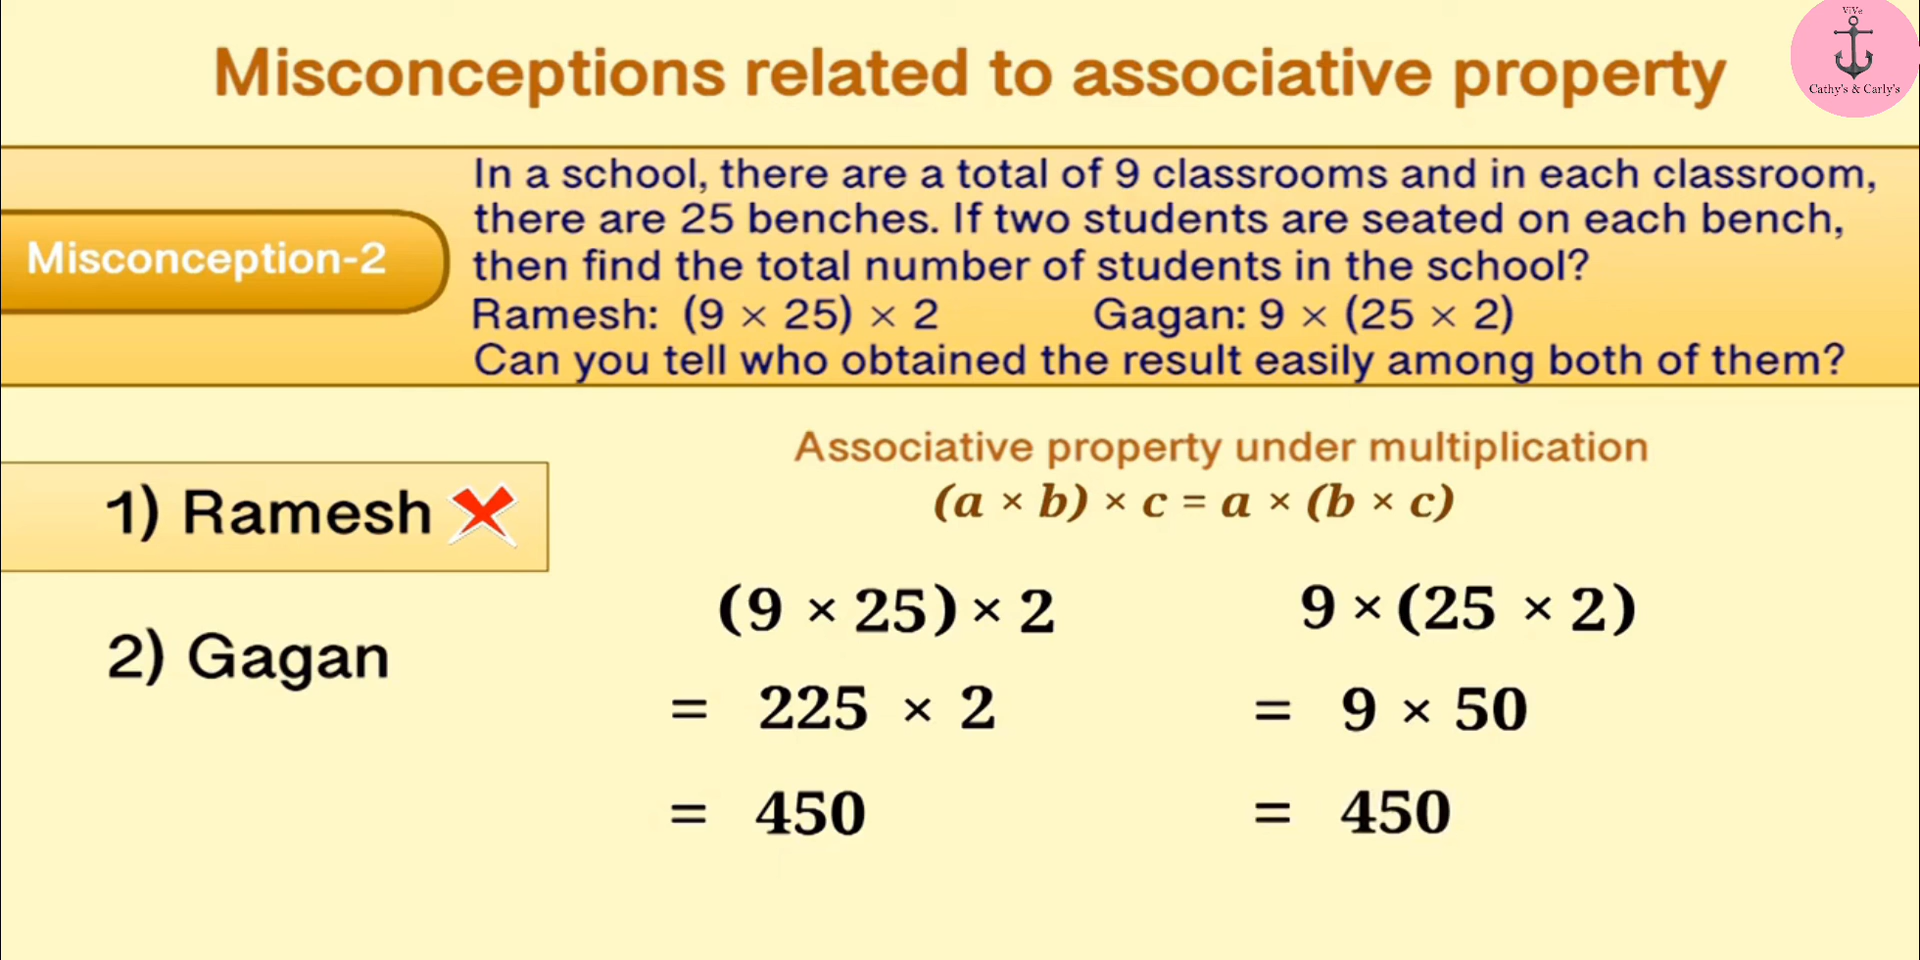 ViVe
Cathy's & Carly's
Misconceptions related to associative property
Misconception-2
In a school, there are a total of 9 classrooms and in each classroom,
there are 25 benches. If two students are seated on each bench,
then find the total number of students in the school?
Ramesh: (9 × 25) × 2 Gagan: 9 × (25 × 2)
Can you tell who obtained the result easily among both of them?
1) Ramesh
2) Gagan
Associative property under multiplication
(a × b) × c = a × (b × c)
(9 × 25) × 2
= 225 × 2
= 450
9 × (25 × 2)
= 9 × 50
= 450